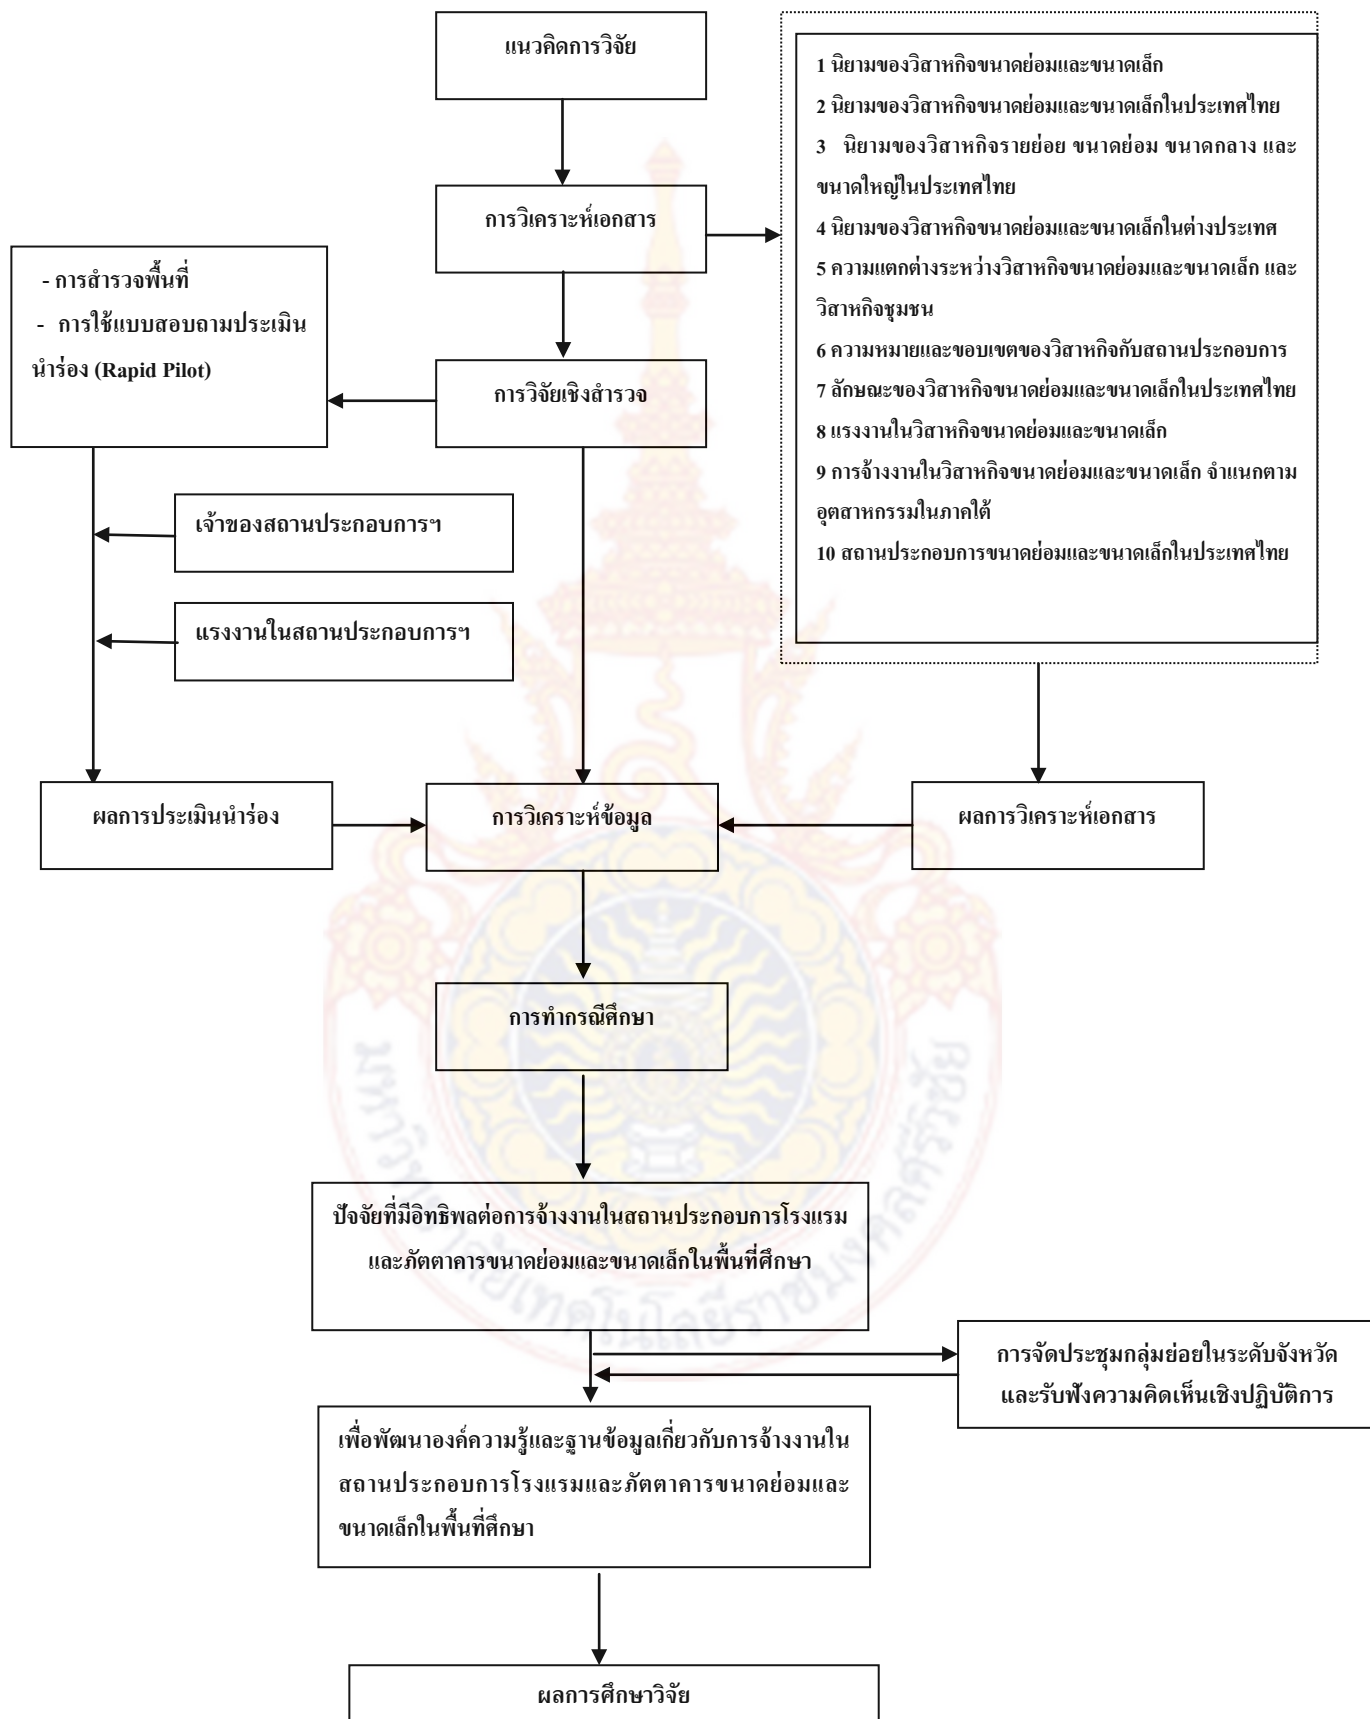 แนวคิดการวิจัย
1 นิยามของวิสาหกิจขนาดย่อมและขนาดเล็ก
2 นิยามของวิสาหกิจขนาดย่อมและขนาดเล็กในประเทศไทย
3 นิยามของวิสาหกิจรายย่อย ขนาดย่อม ขนาดกลาง และ
ขนาดใหญ่ในประเทศไทย
4 นิยามของวิสาหกิจขนาดย่อมและขนาดเล็กในต่างประเทศ
5 ความแตกต่างระหว่างวิสาหกิจขนาดย่อมและขนาดเล็ก และ
วิสาหกิจชุมชน
6 ความหมายและขอบเขตของวิสาหกิจกับสถานประกอบการ
7 ลักษณะของวิสาหกิจขนาดย่อมและขนาดเล็กในประเทศไทย
8 แรงงานในวิสาหกิจขนาดย่อมและขนาดเล็ก
9 การจ้างงานในวิสาหกิจขนาดย่อมและขนาดเล็ก จำแนกตาม
อุตสาหกรรมในภาคใต้
10 สถานประกอบการขนาดย่อมและขนาดเล็กในประเทศไทย
การวิเคราะห์เอกสาร
- การสำรวจพื้นที่
- การใช้แบบสอบถามประเมิน
นำร่อง (Rapid Pilot)
การวิจัยเชิงสำรวจ
เจ้าของสถานประกอบการฯ
แรงงานในสถานประกอบการฯ
ผลการประเมินนำร่อง
การวิเคราะห์ข้อมูล
ผลการวิเคราะห์เอกสาร
การทำกรณีศึกษา
ปัจจัยที่มีอิทธิพลต่อการจ้างงานในสถานประกอบการโรงแรม
และภัตตาคารขนาดย่อมและขนาดเล็กในพื้นที่ศึกษา
การจัดประชุมกลุ่มย่อยในระดับจังหวัด
และรับฟังความคิดเห็นเชิงปฏิบัติการ
เพื่อพัฒนาองค์ความรู้และฐานข้อมูลเกี่ยวกับการจ้างงานใน
สถานประกอบการโรงแรมและภัตตาคารขนาดย่อมและ
ขนาดเล็กในพื้นที่ศึกษา
ผลการศึกษาวิจัย
มหาวิทยาลัยเทคโนโลยีราชมงคลศรีวิชัย